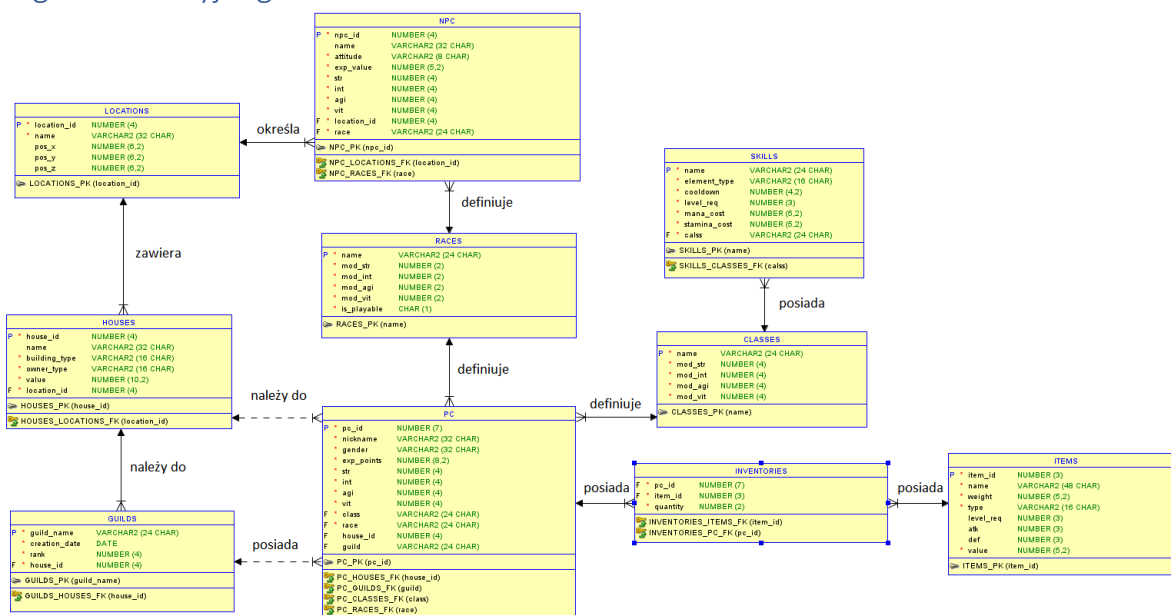 NPC
P * npc_id NUMBER (4)
name VARCHAR2 (32 CHAR)
* attitude VARCHAR2 (8 CHAR)
* exp_value NUMBER (5,2)
* str NUMBER (4)
* int NUMBER (4)
* agi NUMBER (4)
* vit NUMBER (4)
F * location_id NUMBER (4)
F * race VARCHAR2 (24 CHAR)
NPC_PK (npc_id)
NPC_LOCATIONS_FK (location_id)
NPC_RACES_FK (race)
LOCATIONS
P * location_id NUMBER (4)
* name VARCHAR2 (32 CHAR)
pos_x NUMBER (6,2)
pos_y NUMBER (6,2)
pos_z NUMBER (6,2)
LOCATIONS_PK (location_id)
określa
SKILLS
P * name VARCHAR2 (24 CHAR)
* element_type VARCHAR2 (16 CHAR)
* cooldown NUMBER (4,2)
* level_req NUMBER (3)
* mana_cost NUMBER (5,2)
* stamina_cost NUMBER (5,2)
F * calss VARCHAR2 (24 CHAR)
SKILLS_PK (name)
SKILLS_CLASSES_FK (calss)
definiuje
zawiera
RACES
P * name VARCHAR2 (24 CHAR)
* mod_str NUMBER (2)
* mod_int NUMBER (2)
* mod_agi NUMBER (2)
* mod_vit NUMBER (2)
* is_playable CHAR (1)
RACES_PK (name)
posiada
HOUSES
P * house_id NUMBER (4)
name VARCHAR2 (32 CHAR)
* building_type VARCHAR2 (16 CHAR)
* owner_type VARCHAR2 (16 CHAR)
* value NUMBER (10,2)
F * location_id NUMBER (4)
HOUSES_PK (house_id)
HOUSES_LOCATIONS_FK (location_id)
CLASSES
P * name VARCHAR2 (24 CHAR)
* mod_str NUMBER (4)
* mod_int NUMBER (4)
* mod_agi NUMBER (4)
* mod_vit NUMBER (4)
CLASSES_PK (name)
definiuje
należy do
definiuje
PC
P * pc_id NUMBER (7)
* nickname VARCHAR2 (32 CHAR)
* gender VARCHAR2 (32 CHAR)
* exp_points NUMBER (8,2)
* str NUMBER (4)
* int NUMBER (4)
* agi NUMBER (4)
* vit NUMBER (4)
F * class VARCHAR2 (24 CHAR)
F * race VARCHAR2 (24 CHAR)
F house_id NUMBER (4)
F guild VARCHAR2 (24 CHAR)
PC_PK (pc_id)
PC_HOUSES_FK (house_id)
PC_GUILDS_FK (guild)
PC_CLASSES_FK (class)
PC_RACES_FK (race)
należy do
posiada
INVENTORIES
F * pc_id NUMBER (7)
F * item_id NUMBER (3)
* quantity NUMBER (2)
INVENTORIES_ITEMS_FK (item_id)
INVENTORIES_PC_FK (pc_id)
posiada
ITEMS
P * item_id NUMBER (3)
* name VARCHAR2 (48 CHAR)
* weight NUMBER (5,2)
* type VARCHAR2 (16 CHAR)
level_req NUMBER (3)
atk NUMBER (3)
def NUMBER (3)
* value NUMBER (5,2)
ITEMS_PK (item_id)
GUILDS
P * guild_name VARCHAR2 (24 CHAR)
* creation_date DATE
* rank NUMBER (4)
F * house_id NUMBER (4)
GUILDS_PK (guild_name)
GUILDS_HOUSES_FK (house_id)
posiada